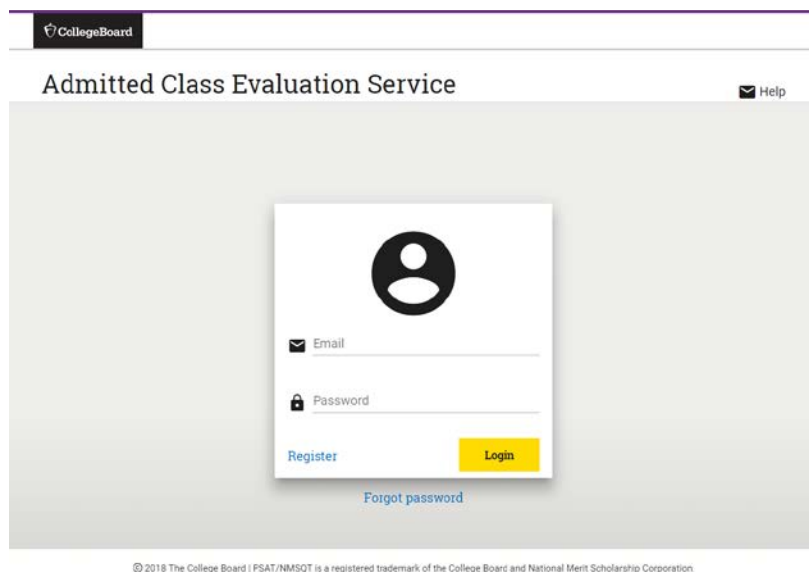 CollegeBoard
Admitted Class Evaluation Service
Help
Email
Password
Register
Login
Forgot password
© 2018 The College Board | PSAT/NMSQT is a registered trademark of the College Board and National Merit Scholarship Corporation